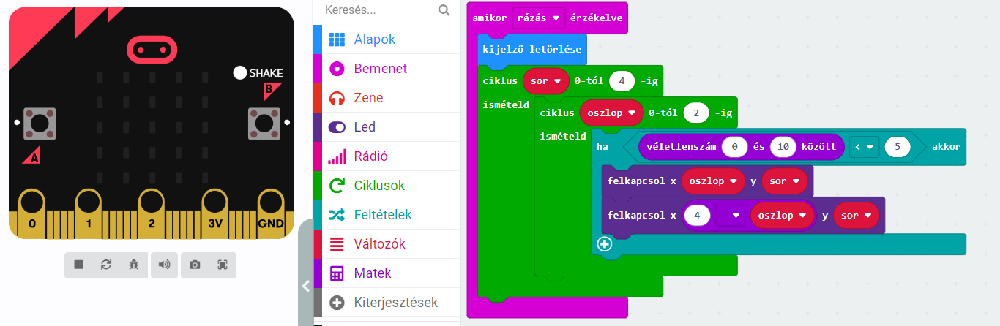 SHAKE
B
A
0 1 2 3V GND
Keresés...
Alapok
Bemenet
Zene
Led
Rádió
Ciklusok
Feltételek
Változók
Matek
Kiterjesztések
amikor rázás érzékelve
kijelző letörlése
ciklus sor 0-tól 4 -ig
ismételd
ciklus oszlop 0-tól 2 -ig
ismételd
ha véletlenszám 0 és 10 között < 5 akkor
felkapcsol x oszlop y sor
felkapcsol x 4 - oszlop y sor